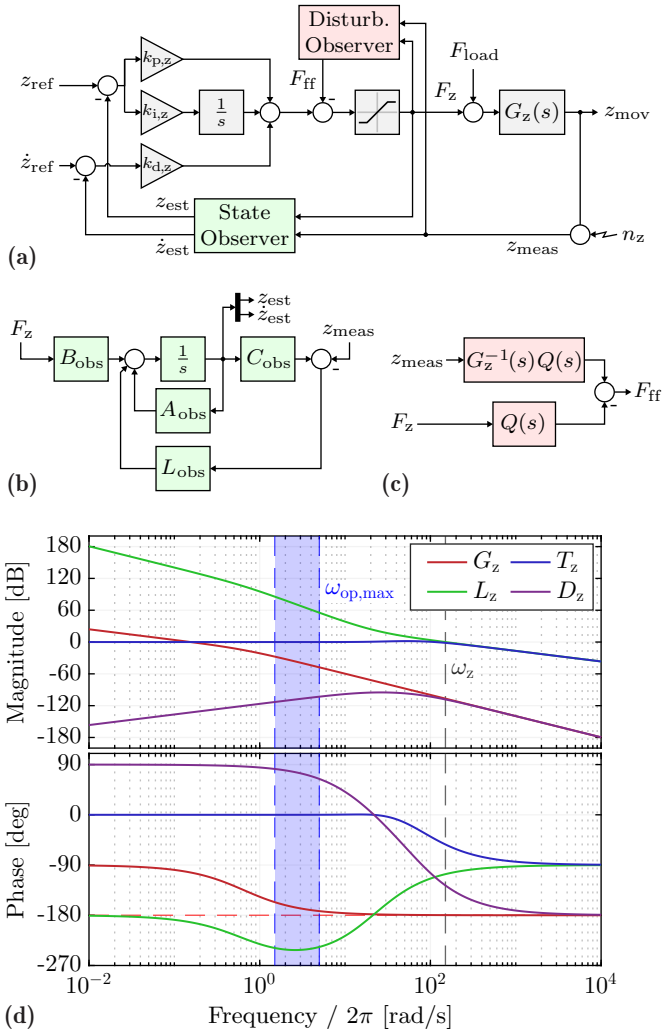 Disturb.
Observer
k_p,z
F_load
z_ref
F_ff
F_z
k_i,z
1/s
G_z(s)
z_mov
-
-
ż_ref
k_d,z
-
z_est
State
Observer
ż_est
z_meas
n_z
(a)
z_est
ż_est
F_z
z_meas
B_obs
1/s
C_obs
-
A_obs
L_obs
(b)
z_meas
G_z^-1(s)Q(s)
F_ff
-
F_z
Q(s)
(c)
180
120
60
0
-60
-120
-180
Magnitude [dB]
G_z
T_z
L_z
D_z
ω_op,max
ω_z
90
0
-90
-180
-270
Phase [deg]
10^-2
10^0
10^2
10^4
Frequency / 2π [rad/s]
(d)